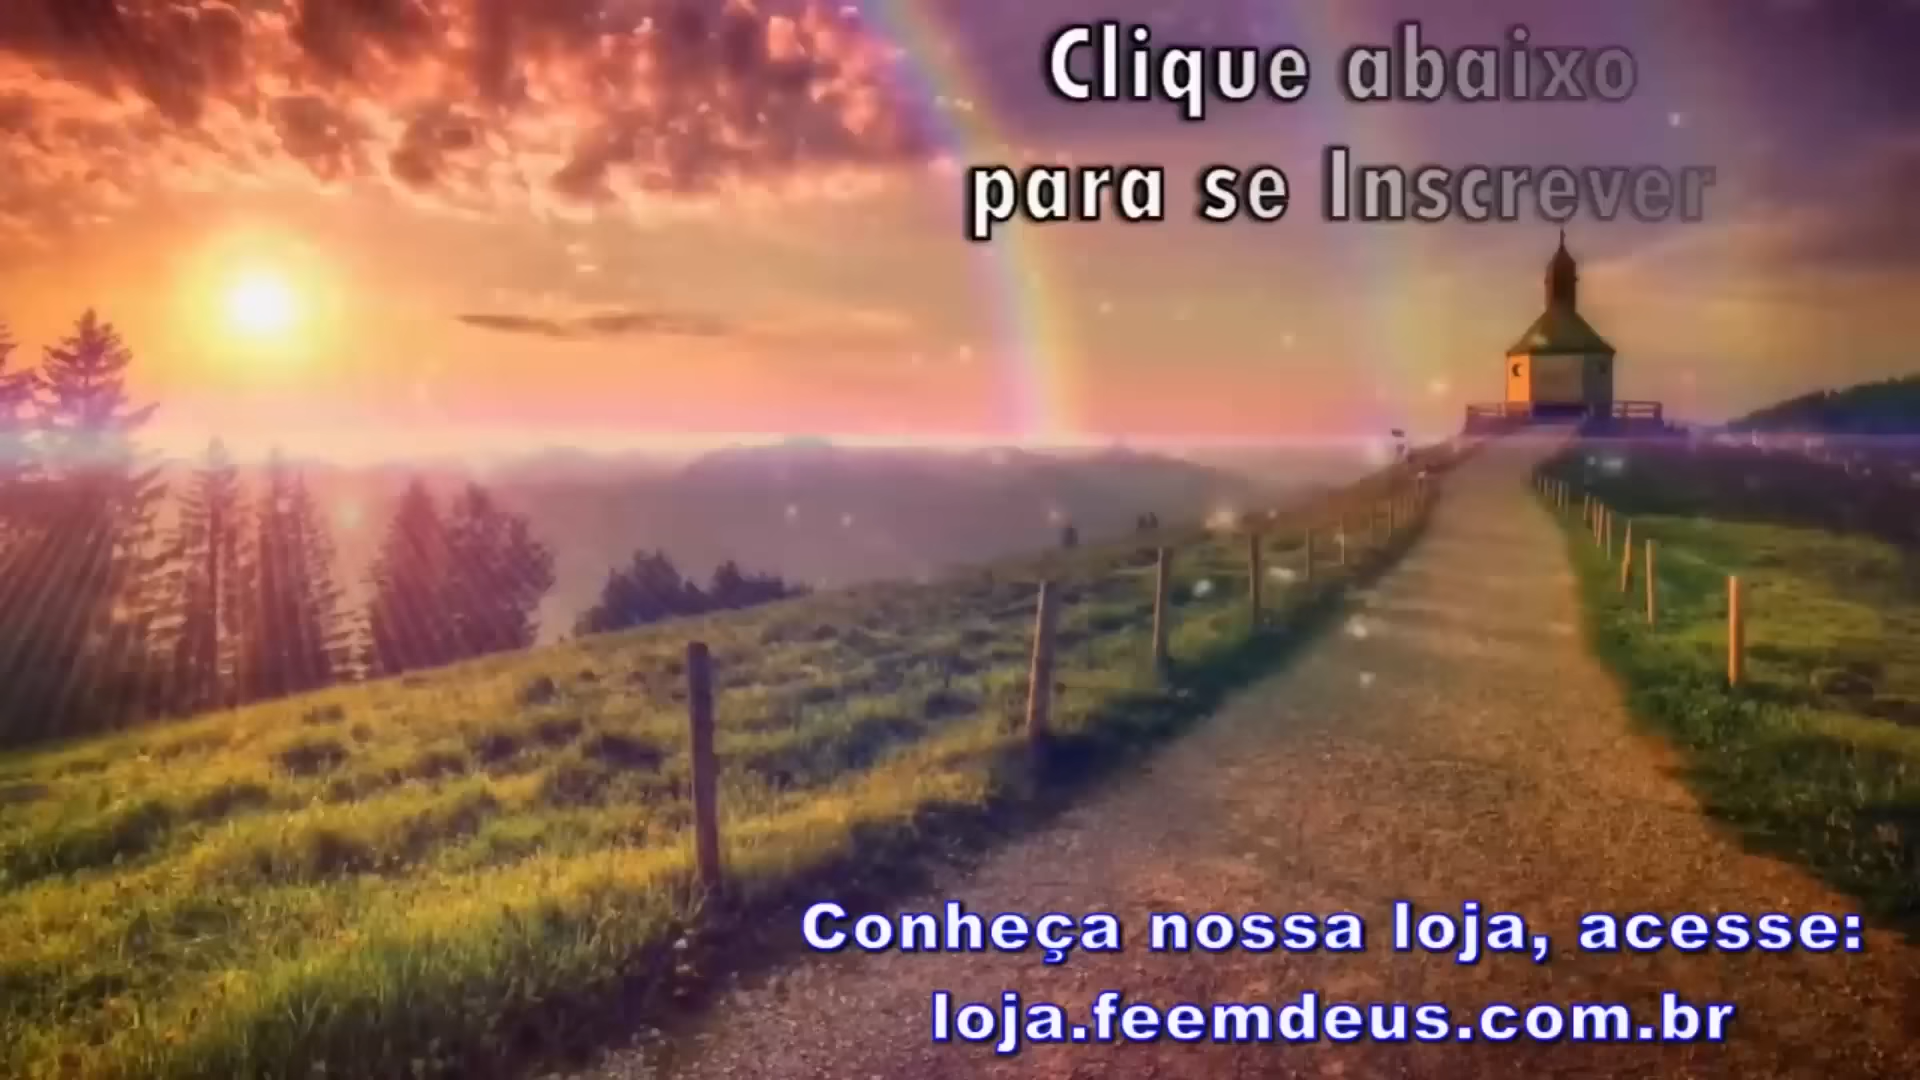 Clique abaixo
para se Inscrever
Conheça nossa loja, acesse:
loja.feemdeus.com.br